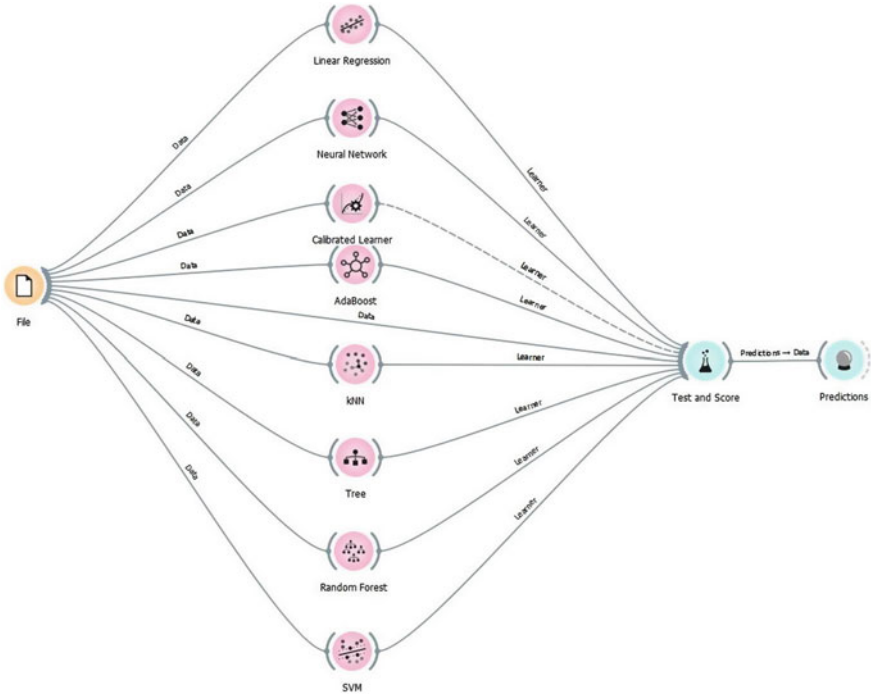 Linear Regression
Data
Learner
Neural Network
Data
Learner
Calibrated Learner
Data
Learner
AdaBoost
Data
Learner
File
Data
Data
Learner
kNN
Predictions → Data
Test and Score
Predictions
Data
Learner
Tree
Data
Learner
Random Forest
Data
Learner
SVM